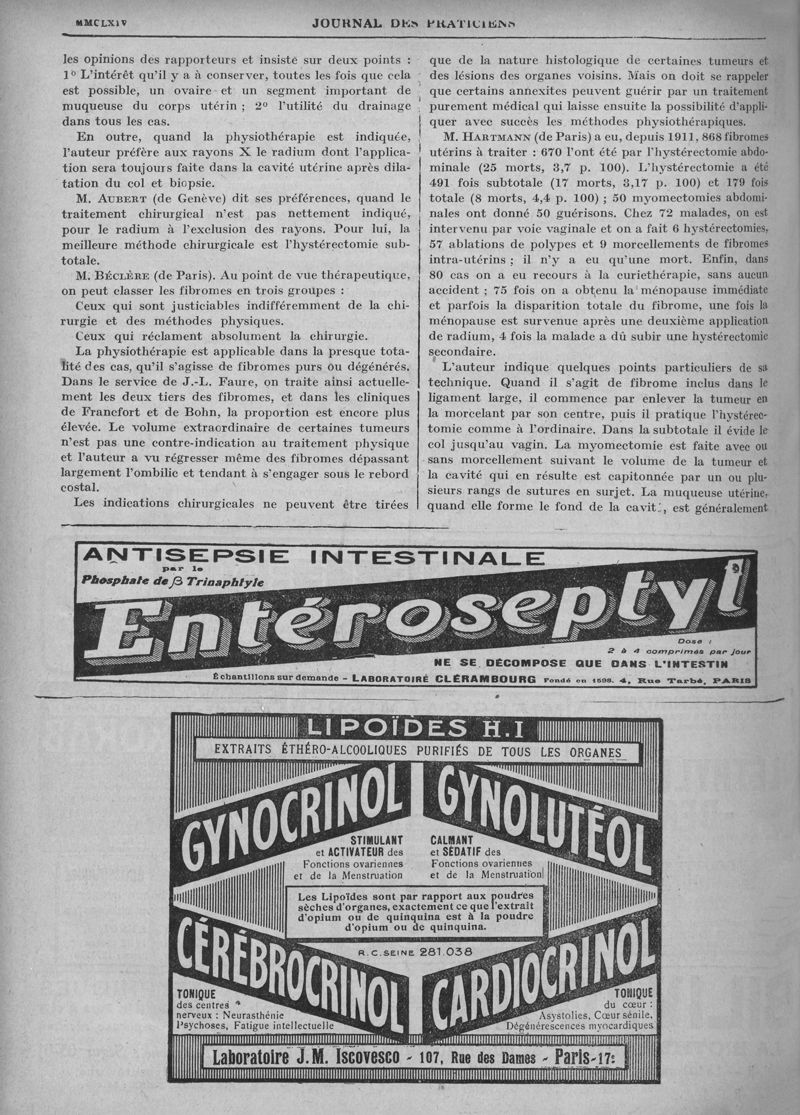 MMCLXIV
JOURNAL DES PRATICIENS
les opinions des rapporteurs et insiste sur deux points :
1º L'intérêt qu'il y a à conserver, toutes les fois que cela
est possible, un ovaire et un segment important de
muqueuse du corps utérin ; 2º l'utilité du drainage
dans tous les cas.
En outre, quand la physiothérapie est indiquée,
l'auteur préfère aux rayons X le radium dont l'applica-
tion sera toujours faite dans la cavité utérine après dila-
tation du col et biopsie.
M. AUBERT (de Genève) dit ses préférences, quand le
traitement chirurgical n'est pas nettement indiqué,
pour le radium à l'exclusion des rayons. Pour lui, la
meilleure méthode chirurgicale est l'hystérectomie sub-
totale.
M. BÉCLÈRE (de Paris). Au point de vue thérapeutique,
on peut classer les fibromes en trois groupes :
Ceux qui sont justiciables indifféremment de la chi-
rurgie et des méthodes physiques.
Ceux qui réclament absolument la chirurgie.
La physiothérapie est applicable dans la presque tota-
lité des cas, qu'il s'agisse de fibromes purs ou dégénérés.
Dans le service de J.-L. Faure, on traite ainsi actuelle-
ment les deux tiers des fibromes, et dans les cliniques
de Francfort et de Bohn, la proportion est encore plus
élevée. Le volume extraordinaire de certaines tumeurs
n'est pas une contre-indication au traitement physique
et l'auteur a vu régresser même des fibromes dépassant
largement l'ombilic et tendant à s'engager sous le rebord
costal.
Les indications chirurgicales ne peuvent être tirées
que de la nature histologique de certaines tumeurs et
des lésions des organes voisins. Mais on doit se rappeler
que certains annexites peuvent guérir par un traitement
purement médical qui laisse ensuite la possibilité d'appli-
quer avec succès les méthodes physiothérapiques.
M. HARTMANN (de Paris) a eu, depuis 1911, 868 fibromes
utérins à traiter : 670 l'ont été par l'hystérectomie abdo-
minale (25 morts, 3,7 p. 100). L'hystérectomie a été
491 fois subtotale (17 morts, 3,17 p. 100) et 179 fois
totale (8 morts, 4,4 p. 100) ; 50 myomectomies abdomi-
nales ont donné 50 guérisons. Chez 72 malades, on est
intervenu par voie vaginale et on a fait 6 hystérectomies,
57 ablations de polypes et 9 morcellements de fibromes
intra-utérins ; il n'y a eu qu'une mort. Enfin, dans
80 cas on a eu recours à la curiethérapie, sans aucun
accident ; 75 fois on a obtenu la ménopause immédiate
et parfois la disparition totale du fibrome, une fois la
ménopause est survenue après une deuxième application
de radium, 4 fois la malade a dû subir une hystérectomie
secondaire.
L'auteur indique quelques points particuliers de sa
technique. Quand il s'agit de fibrome inclus dans le
ligament large, il commence par enlever la tumeur en
la morcelant par son centre, puis il pratique l'hystérec-
tomie comme à l'ordinaire. Dans la subtotale il évide le
col jusqu'au vagin. La myomectomie est faite avec ou
sans morcellement suivant le volume de la tumeur et
la cavité qui en résulte est capitonnée par un ou plu-
sieurs rangs de sutures en surjet. La muqueuse utérine,
quand elle forme le fond de la cavit, est généralement
ANTISEPSIE INTESTINALE
par le
Phosphate de β Trinaphtyle
Entéroseptyl
Dose :
2 à 4 comprimés par jour
NE SE DÉCOMPOSE QUE DANS L'INTESTIN
Échantillons sur demande - LABORATOIRE CLÉRAMBOURG Fondé en 1898. 4, Rue Tarbé, PARIS
LIPOÏDES H.I
EXTRAITS ÉTHÉRO-ALCOOLIQUES PURIFIÉS DE TOUS LES ORGANES
GYNOCRINOL
STIMULANT
et ACTIVATEUR des
Fonctions ovariennes
et de la Menstruation
GYNOLUTÉOL
CALMANT
et SÉDATIF des
Fonctions ovariennes
et de la Menstruation
Les Lipoïdes sont par rapport aux poudres
sèches d'organes, exactement ce que l'extrait
d'opium ou de quinquina est à la poudre
d'opium ou de quinquina.
R.C. SEINE 281.038
CÉRÉBROCRINOL
TONIQUE
des centres
nerveux : Neurasthénie
Psychoses, Fatigue intellectuelle
CARDIOCRINOL
TONIQUE
du cœur :
Asystolies, Cœur sénile,
Dégénérescences myocardiques
Laboratoire J.M. Iscovesco - 107, Rue des Dames - Paris-17e